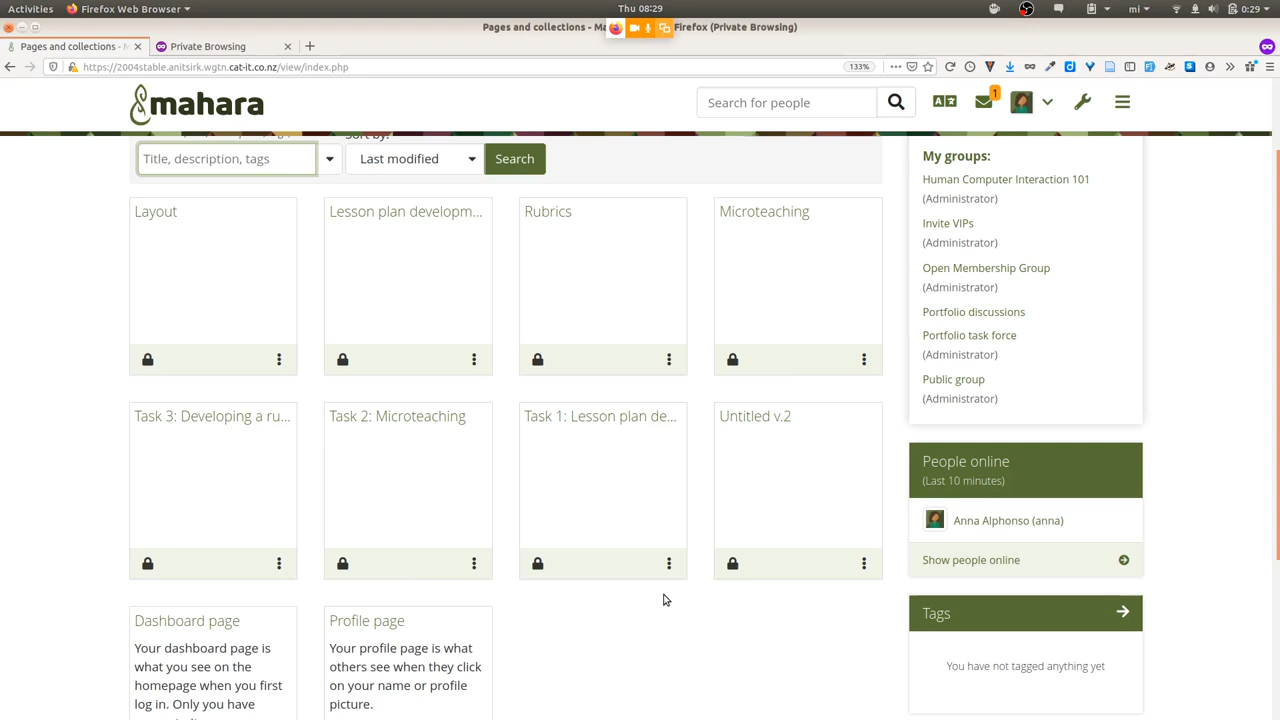 Activities
Firefox Web Browser
Thu 08:29
mi
0:29
Pages and collections - Ma
Firefox (Private Browsing)
Pages and collections -
Private Browsing
https://2004stable.anitsirk.wgtn.cat-it.co.nz/view/index.php
133%
mahara
Search for people
1
Sort by:
Title, description, tags
Last modified
Search
Layout
Lesson plan developm...
Rubrics
Microteaching
Task 3: Developing a ru...
Task 2: Microteaching
Task 1: Lesson plan de...
Untitled v.2
Dashboard page
Your dashboard page is
what you see on the
homepage when you first
log in. Only you have
Profile page
Your profile page is what
others see when they click
on your name or profile
picture.
My groups:
Human Computer Interaction 101
(Administrator)
Invite VIPs
(Administrator)
Open Membership Group
(Administrator)
Portfolio discussions
Portfolio task force
(Administrator)
Public group
(Administrator)
People online
(Last 10 minutes)
Anna Alphonso (anna)
Show people online
Tags
You have not tagged anything yet